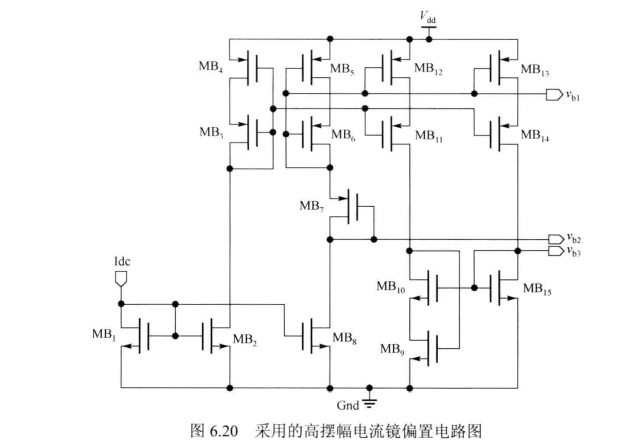 V_dd
MB₄
MB₅
MB₁₂
MB₁₃
v_b1
MB₃
MB₆
MB₁₁
MB₁₄
MB₇
v_b2
v_b3
Idc
MB₁₀
MB₁₅
MB₁
MB₂
MB₈
MB₉
Gnd
图 6.20 采用的高摆幅电流镜偏置电路图